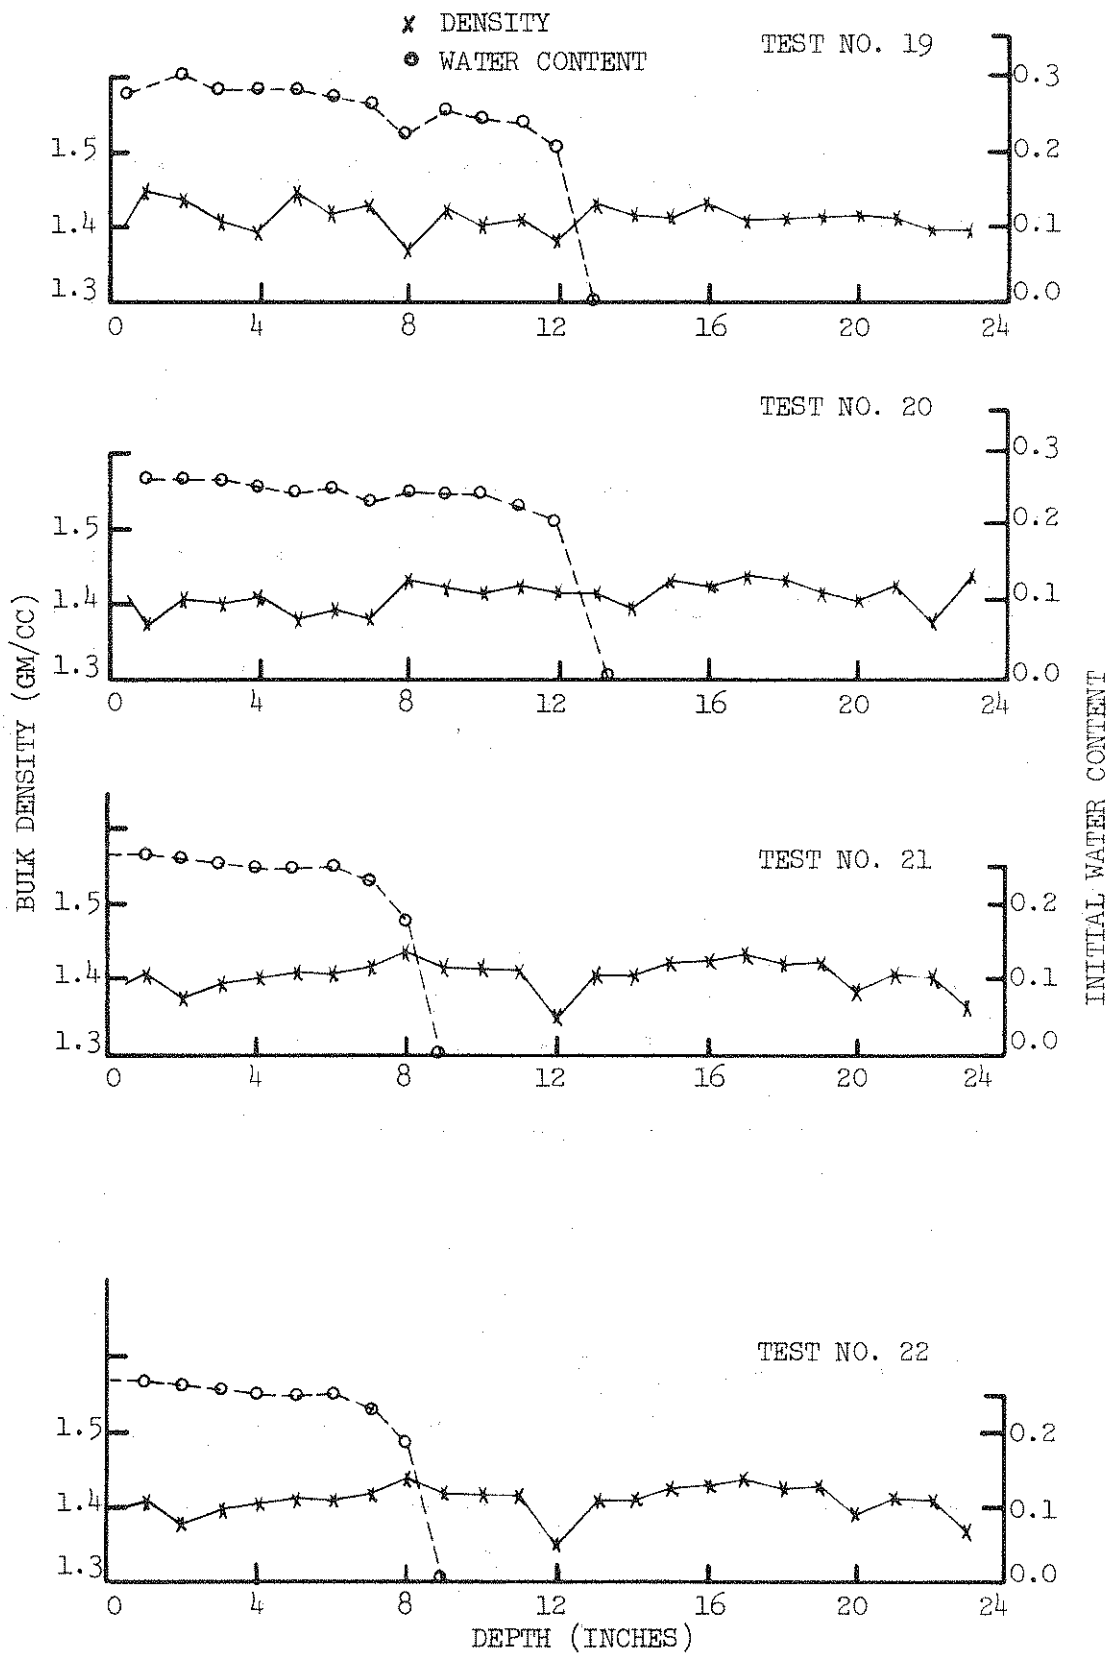 x DENSITY
o WATER CONTENT
TEST NO. 19
1.5
1.4
1.3
0.3
0.2
0.1
0.0
0 4 8 12 16 20 24
TEST NO. 20
1.5
1.4
1.3
0.3
0.2
0.1
0.0
0 4 8 12 16 20 24
BULK DENSITY (GM/CC)
INITIAL WATER CONTENT
TEST NO. 21
1.5
1.4
1.3
0.2
0.1
0.0
0 4 8 12 16 20 24
TEST NO. 22
1.5
1.4
1.3
0.2
0.1
0.0
0 4 8 12 16 20 24
DEPTH (INCHES)